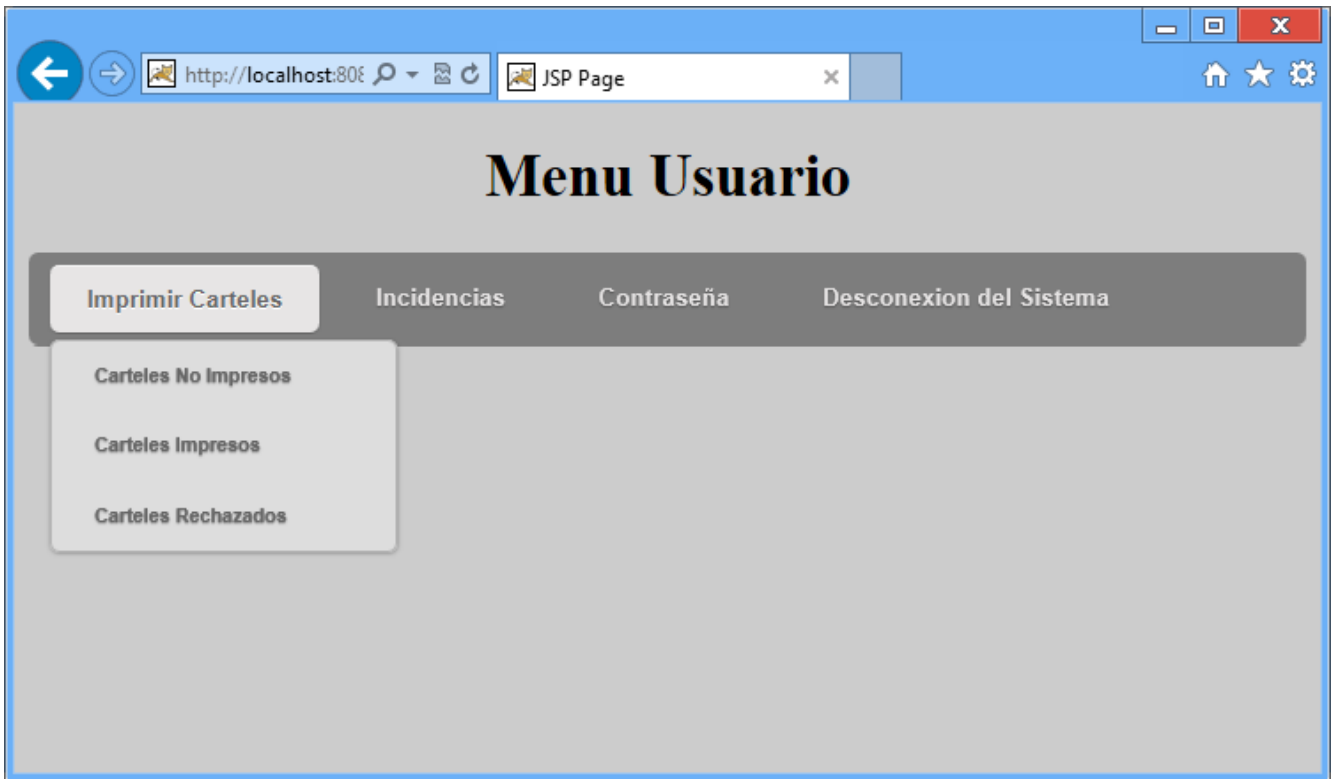 http://localhost:808 JSP Page
Menu Usuario
Imprimir Carteles Incidencias Contraseña Desconexion del Sistema
Carteles No Impresos
Carteles Impresos
Carteles Rechazados